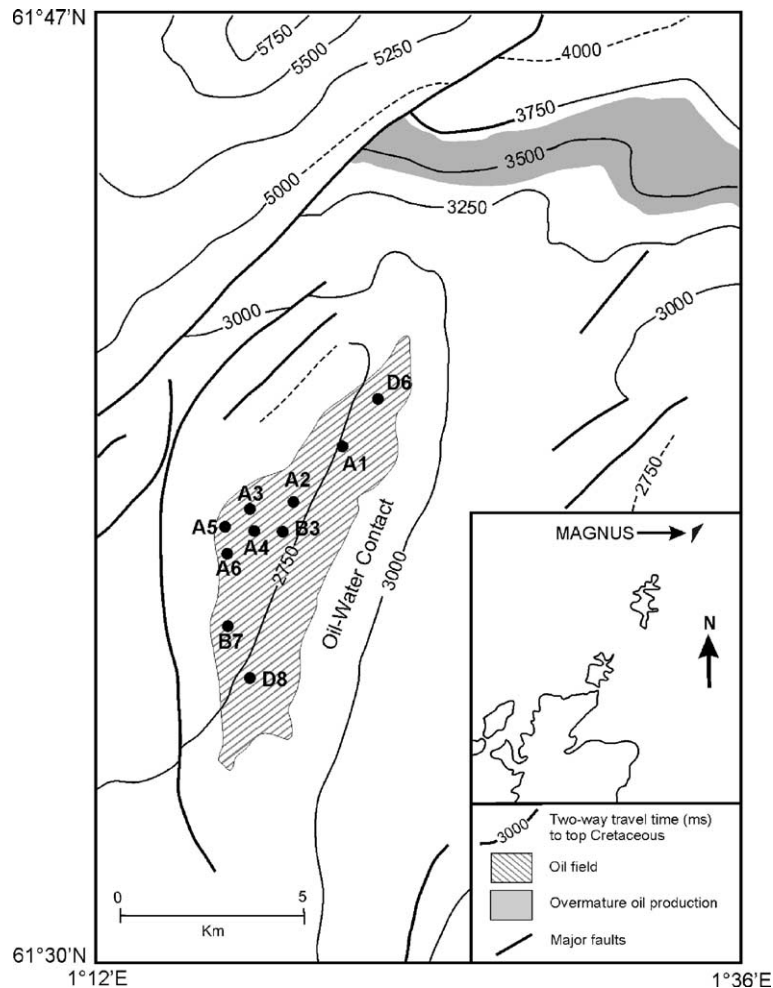 61°47'N
5750
5500
5250
4000
3750
5000
3500
3250
3000
3000
D6
A1
A2
A3
A5
A4
B3
2750
A6
2750
Oil-Water Contact
3000
MAGNUS
N
B7
D8
3000
Two-way travel time (ms)
to top Cretaceous
Oil field
Overmature oil production
Major faults
0 5
Km
61°30'N
1°12'E
1°36'E